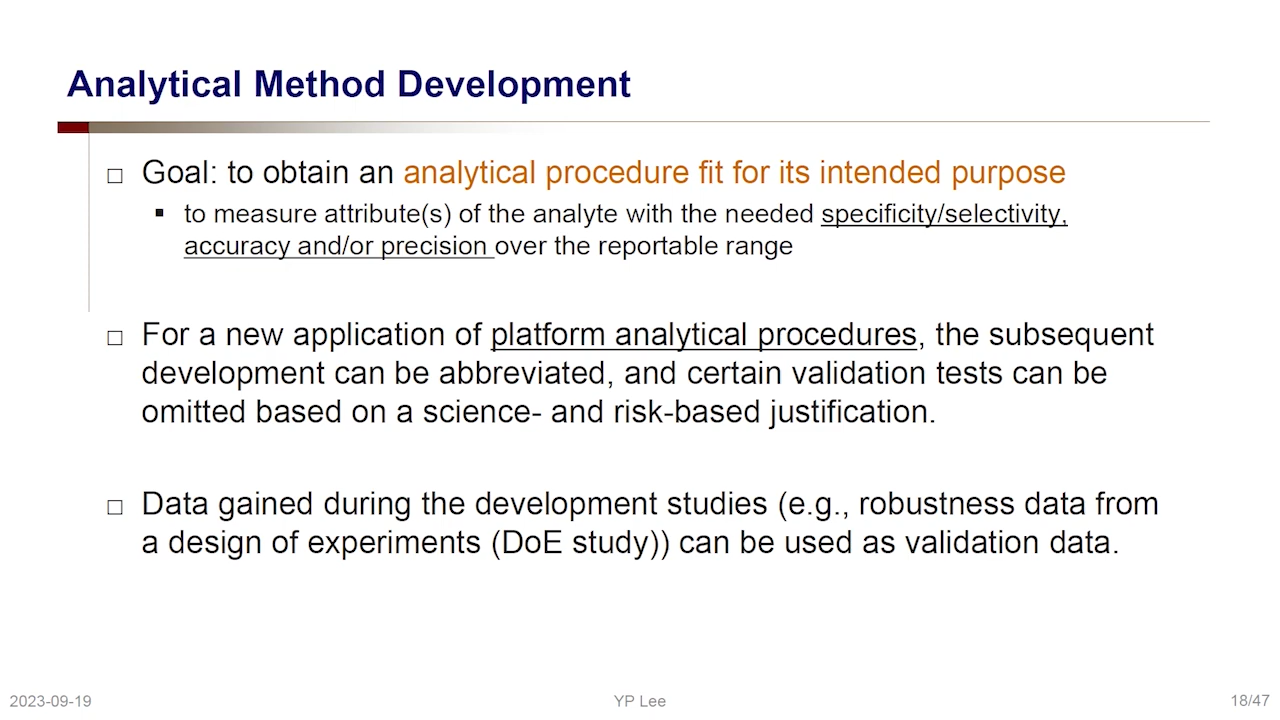 Analytical Method Development
Goal: to obtain an analytical procedure fit for its intended purpose
to measure attribute(s) of the analyte with the needed specificity/selectivity,
accuracy and/or precision over the reportable range
For a new application of platform analytical procedures, the subsequent
development can be abbreviated, and certain validation tests can be
omitted based on a science- and risk-based justification.
Data gained during the development studies (e.g., robustness data from
a design of experiments (DoE study)) can be used as validation data.
2023-09-19
YP Lee
18/47